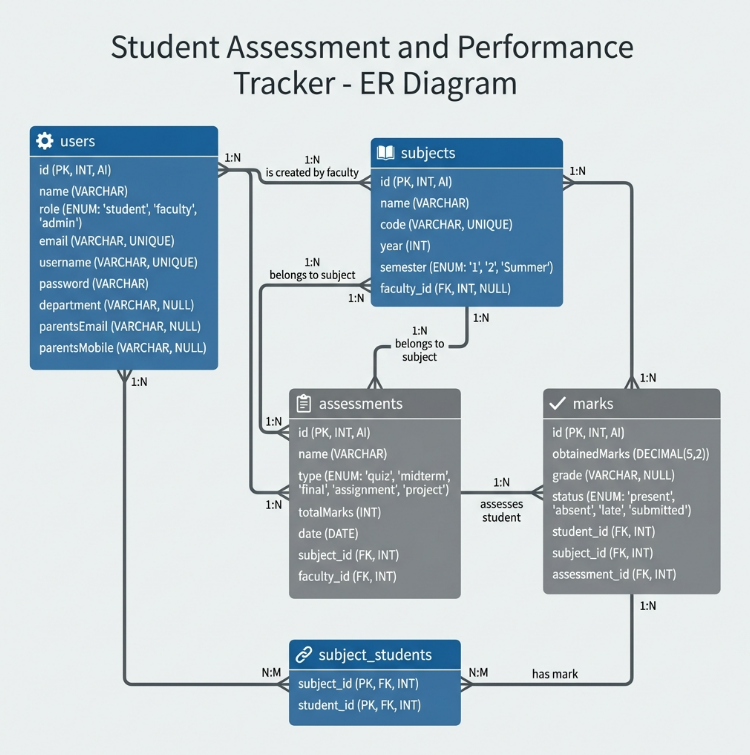 Student Assessment and Performance
Tracker - ER Diagram
users
id (PK, INT, AI)
name (VARCHAR)
role (ENUM: 'student', 'faculty',
'admin')
email (VARCHAR, UNIQUE)
username (VARCHAR, UNIQUE)
password (VARCHAR)
department (VARCHAR, NULL)
parentsEmail (VARCHAR, NULL)
parentsMobile (VARCHAR, NULL)
1:N
1:N
is created by faculty
subjects
id (PK, INT, AI)
name (VARCHAR)
code (VARCHAR, UNIQUE)
year (INT)
semester (ENUM: '1', '2', 'Summer')
faculty_id (FK, INT, NULL)
1:N
1:N
belongs to subject
1:N
1:N
1:N
belongs to
subject
1:N
1:N
assessments
id (PK, INT, AI)
name (VARCHAR)
type (ENUM: 'quiz', 'midterm',
'final', 'assignment', 'project')
totalMarks (INT)
date (DATE)
subject_id (FK, INT)
faculty_id (FK, INT)
1:N
1:N
1:N
assesses
student
marks
id (PK, INT, AI)
obtainedMarks (DECIMAL(5,2))
grade (VARCHAR, NULL)
status (ENUM: 'present',
'absent', 'late', 'submitted')
student_id (FK, INT)
subject_id (FK, INT)
assessment_id (FK, INT)
1:N
subject_students
subject_id (PK, FK, INT)
student_id (PK, FK, INT)
N:M
N:M
has mark